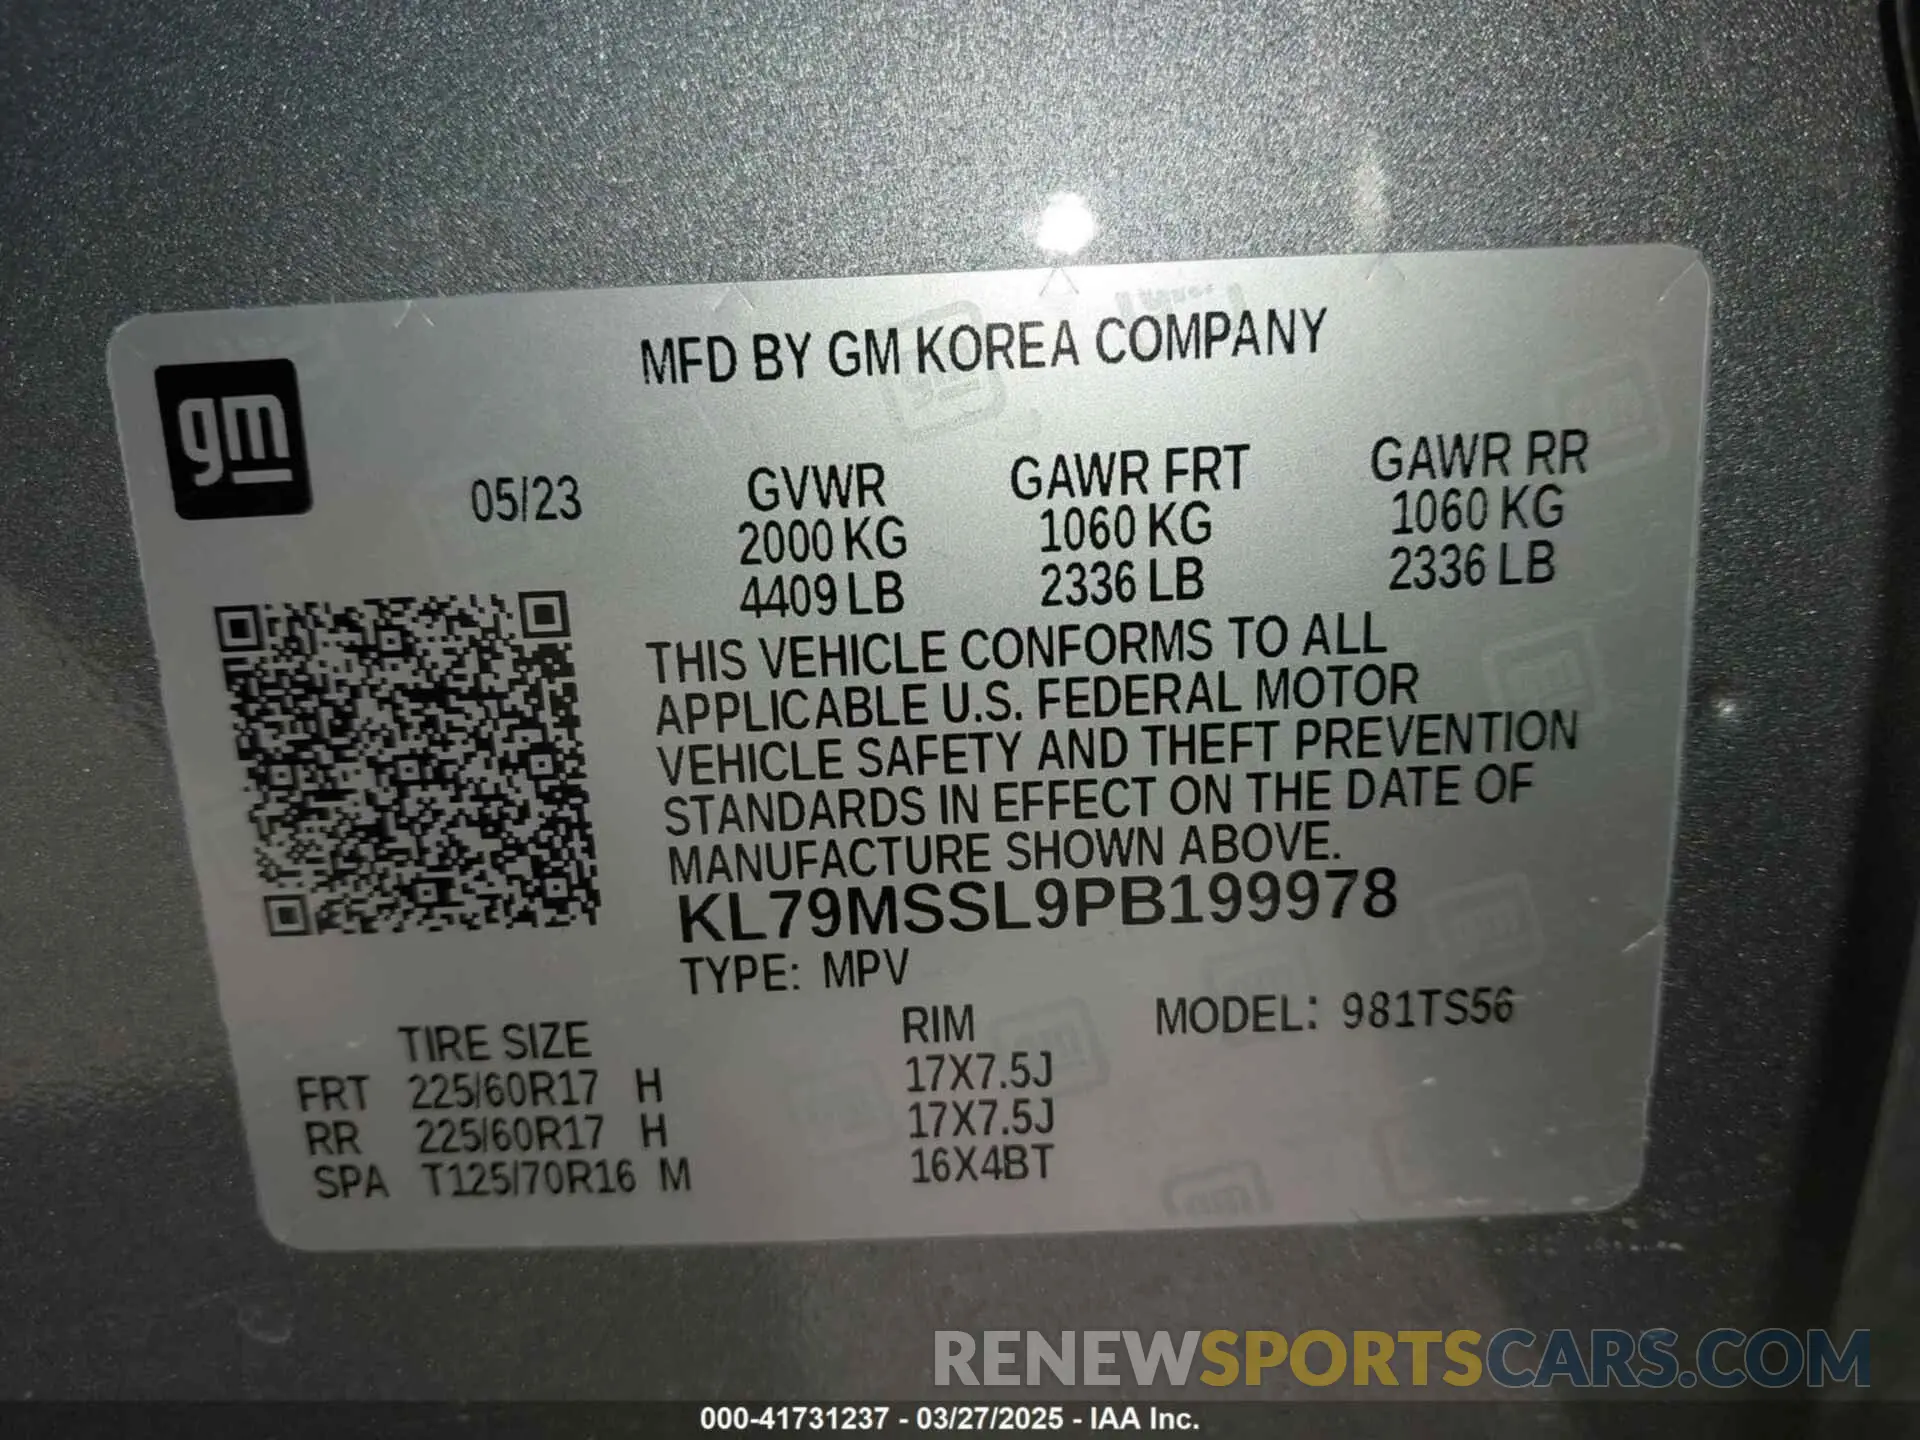 MFD BY GM KOREA COMPANY
gm
05/23
GVWR GAWR FRT GAWR RR
2000 KG 1060 KG 1060 KG
4409 LB 2336 LB 2336 LB
THIS VEHICLE CONFORMS TO ALL
APPLICABLE U.S. FEDERAL MOTOR
VEHICLE SAFETY AND THEFT PREVENTION
STANDARDS IN EFFECT ON THE DATE OF
MANUFACTURE SHOWN ABOVE.
KL79MSSL9PB199978
TYPE: MPV
TIRE SIZE RIM MODEL: 981TS56
FRT 225/60R17 H 17X7.5J
RR 225/60R17 H 17X7.5J
SPA T125/70R16 M 16X4BT
RENEWSPORTSCARS.COM
000-41731237 - 03/27/2025 - IAA Inc.